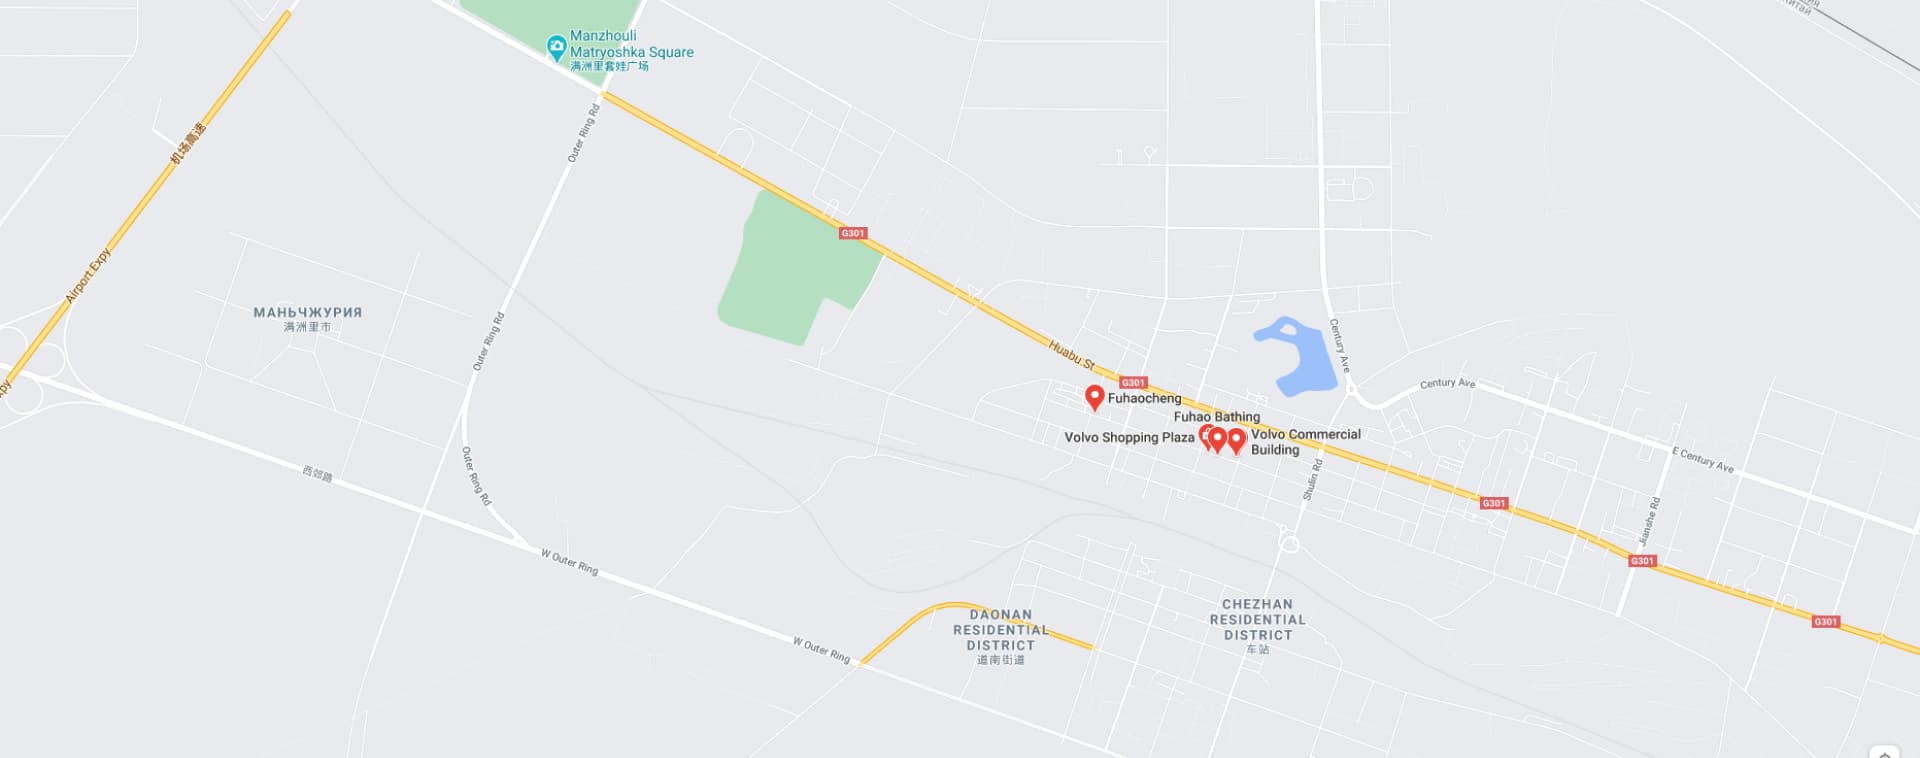 Manzhouli
Matryoshka Square
满洲里套娃广场
Китай
Outer Ring Rd
机场高速
G301
Airport Expy
МАНЬЧЖУРИЯ
满洲里市
Outer Ring Rd
Huabu St
Century Ave
G301
Century Ave
Fuhaocheng
Fuhao Bathing
Volvo Shopping Plaza
Volvo Commercial
Building
E Century Ave
西郊路
Outer Ring Rd
Shulin Rd
G301
Jianshe Rd
W Outer Ring
G301
DAONAN
RESIDENTIAL
DISTRICT
道南街道
CHEZHAN
RESIDENTIAL
DISTRICT
车站
G301
W Outer Ring